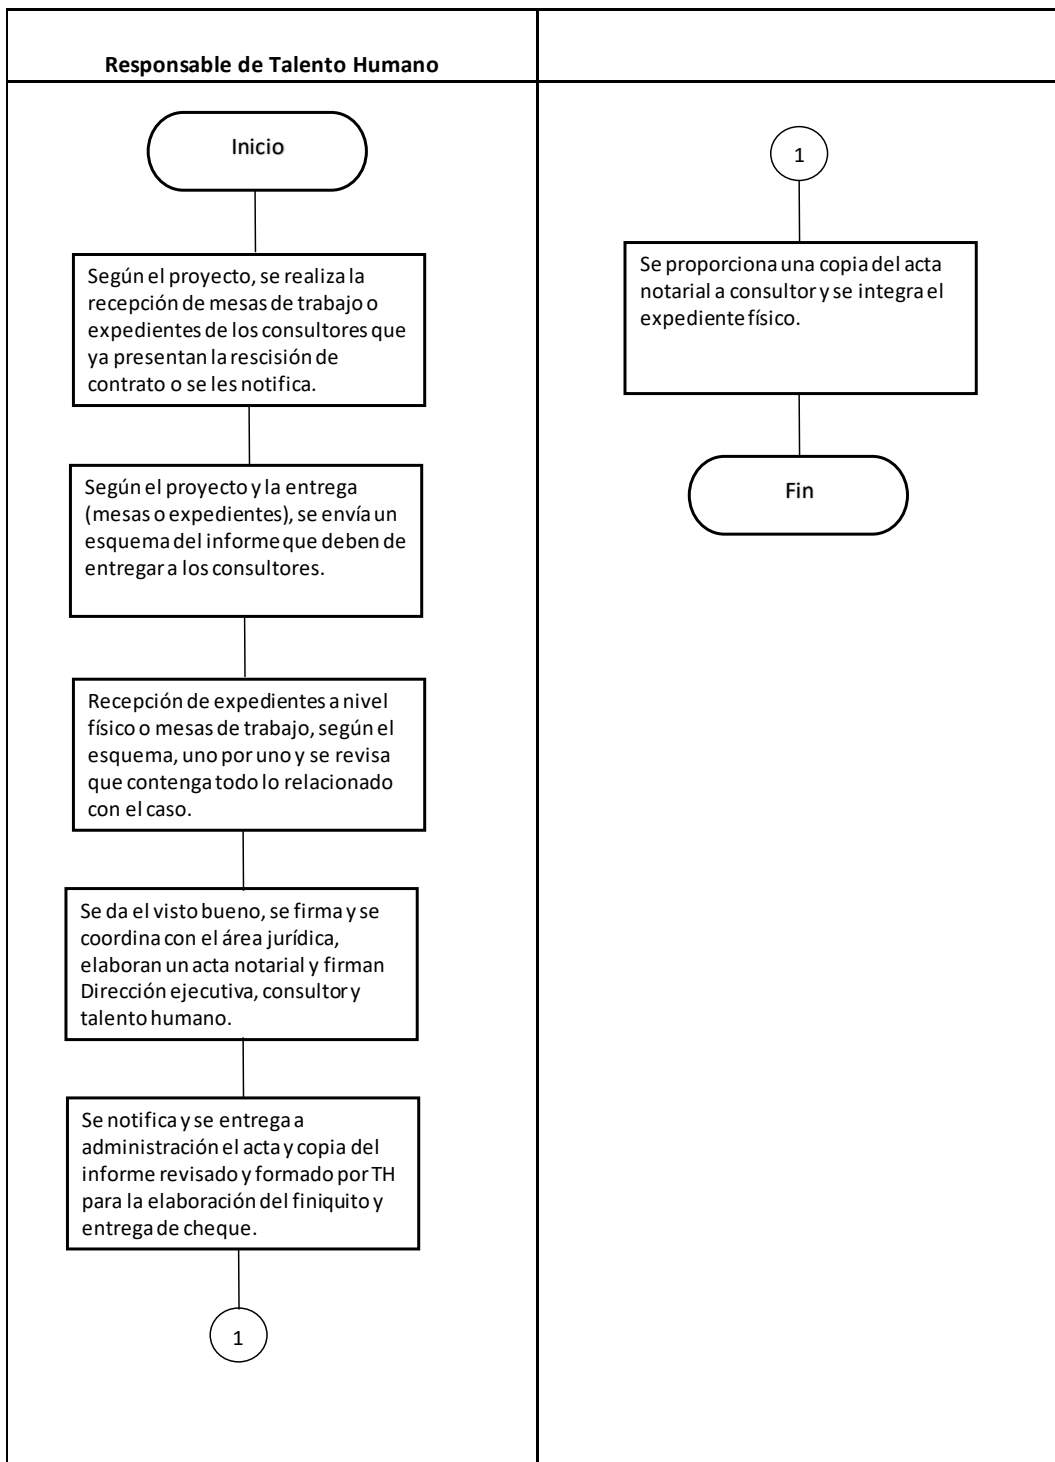 Responsable de Talento Humano
Inicio
Según el proyecto, se realiza la
recepción de mesas de trabajo o
expedientes de los consultores que
ya presentan la rescisión de
contrato o se les notifica.
Según el proyecto y la entrega
(mesas o expedientes), se envía un
esquema del informe que deben de
entregar a los consultores.
Recepción de expedientes a nivel
físico o mesas de trabajo, según el
esquema, uno por uno y se revisa
que contenga todo lo relacionado
con el caso.
Se da el visto bueno, se firma y se
coordina con el área jurídica,
elaboran un acta notarial y firman
Dirección ejecutiva, consultor y
talento humano.
Se notifica y se entrega a
administración el acta y copia del
informe revisado y formado por TH
para la elaboración del finiquito y
entrega de cheque.
1
1
Se proporciona una copia del acta
notarial a consultor y se integra el
expediente físico.
Fin